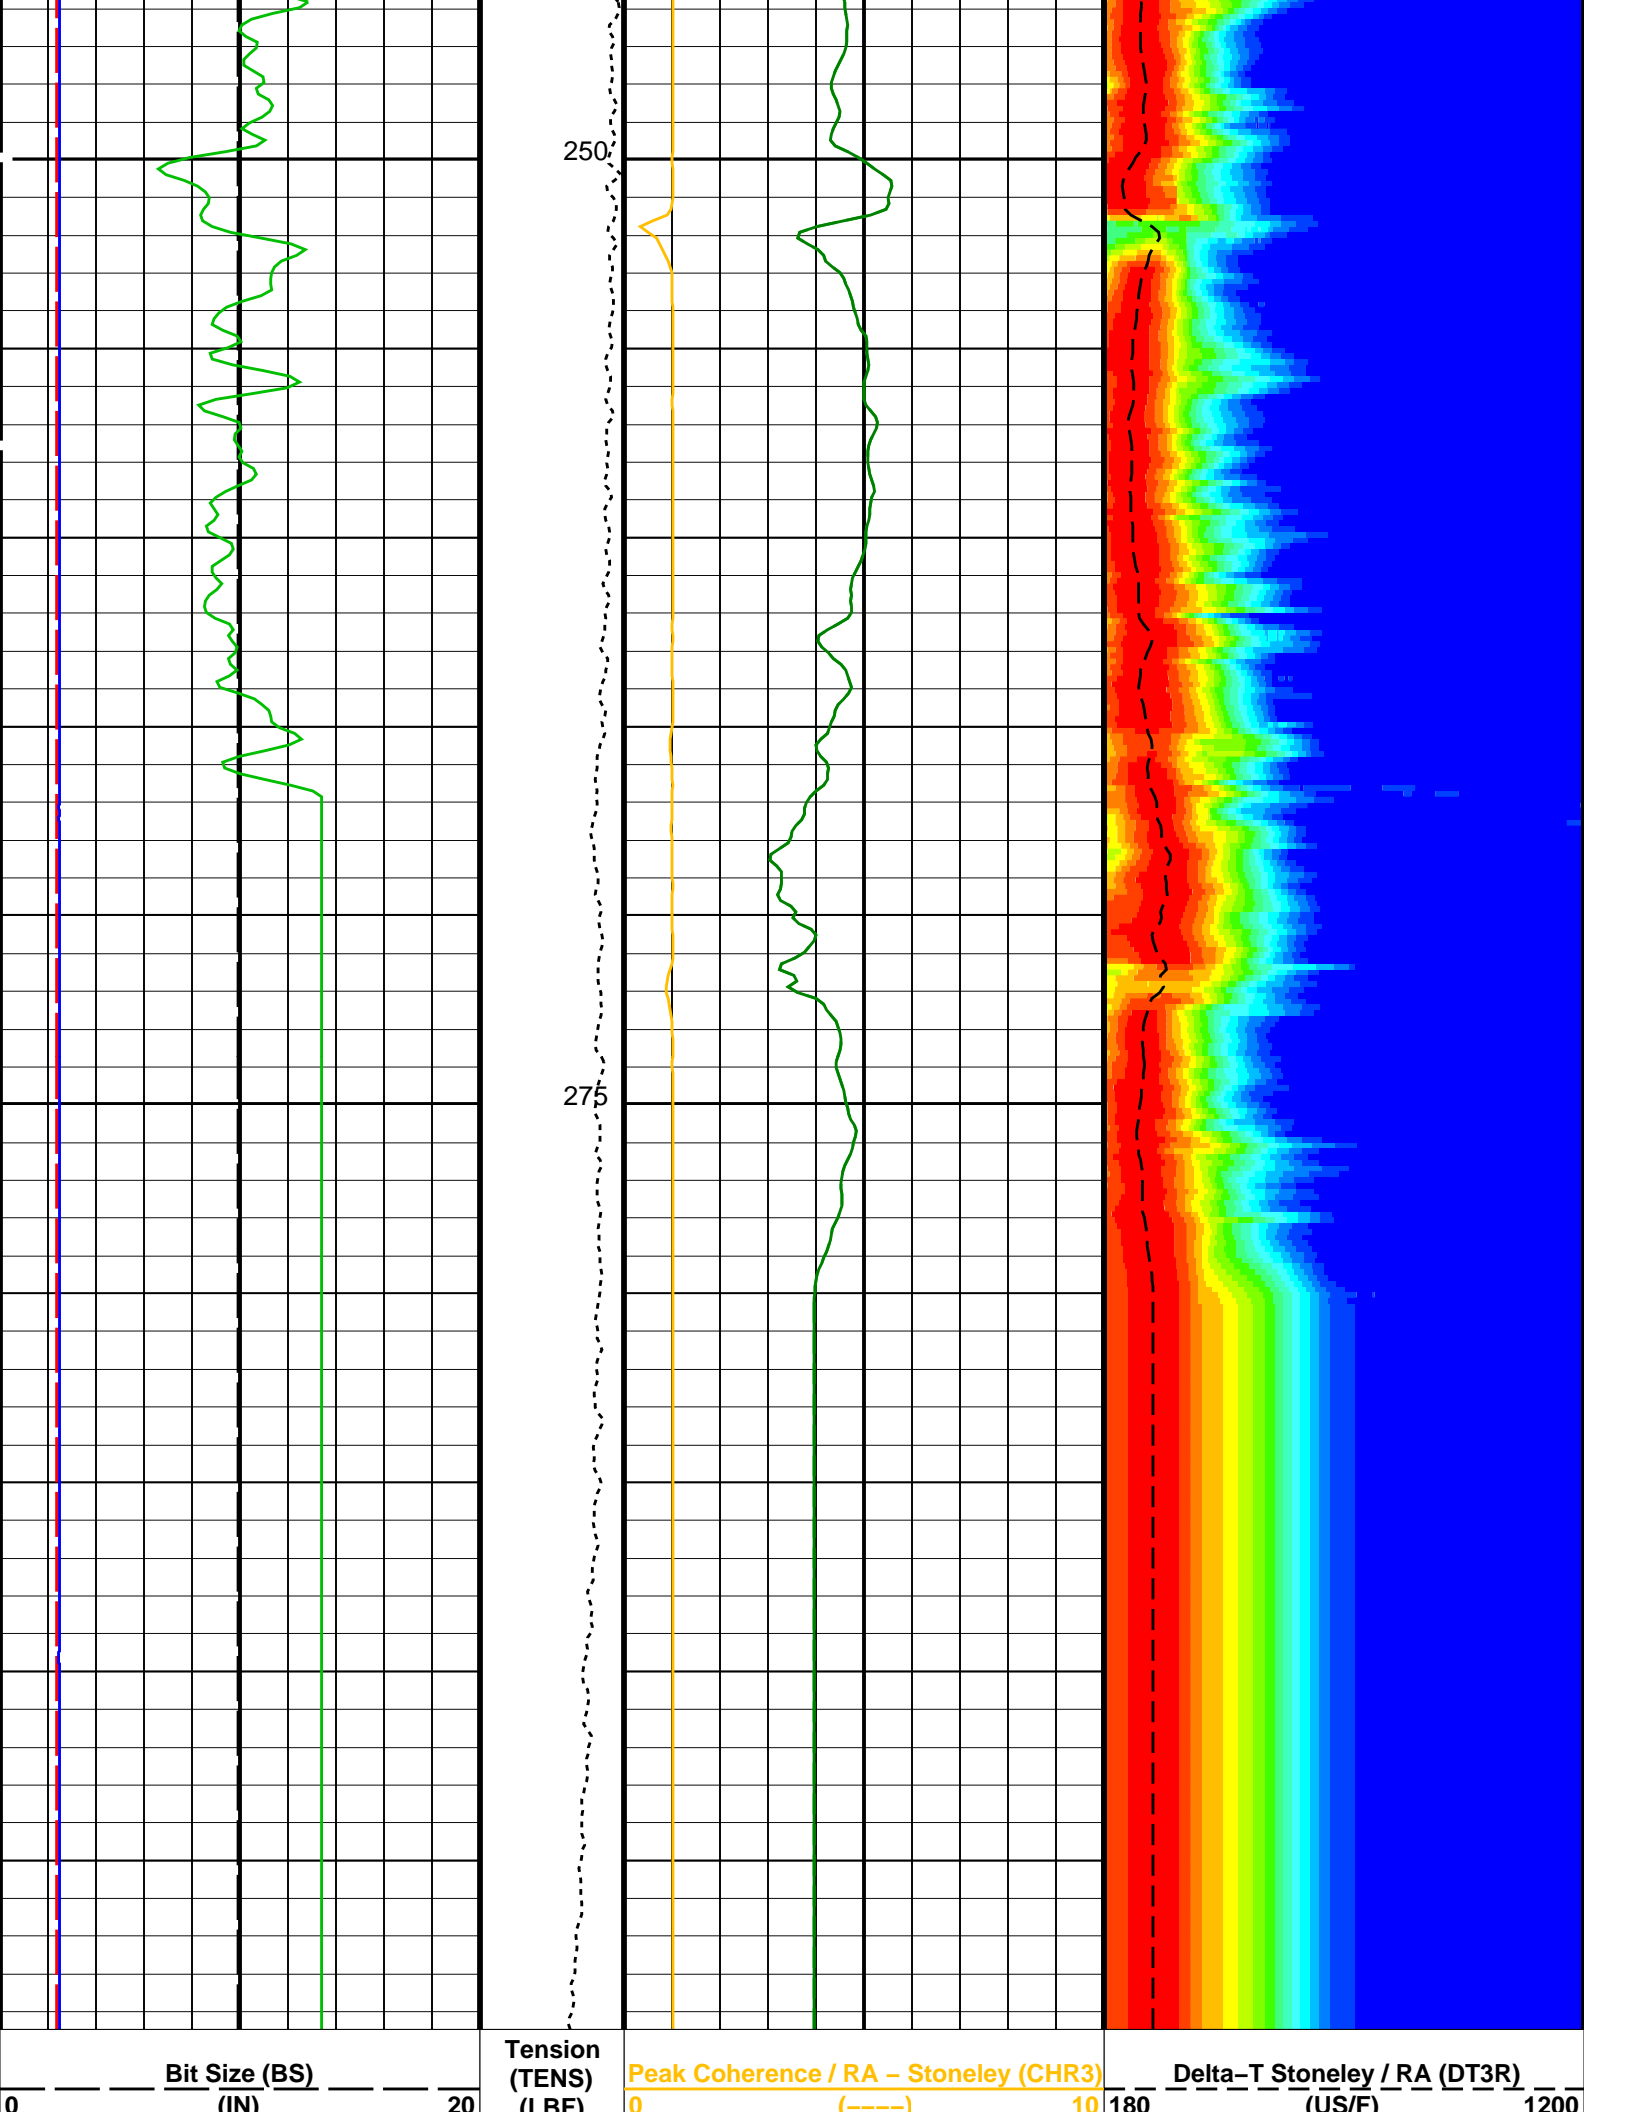 250
275
Bit Size (BS)
0 (IN) 20
Tension
(TENS)
(LBF)
Peak Coherence / RA – Stoneley (CHR3)
0 (––––) 10
Delta–T Stoneley / RA (DT3R)
180 (US/F) 1200